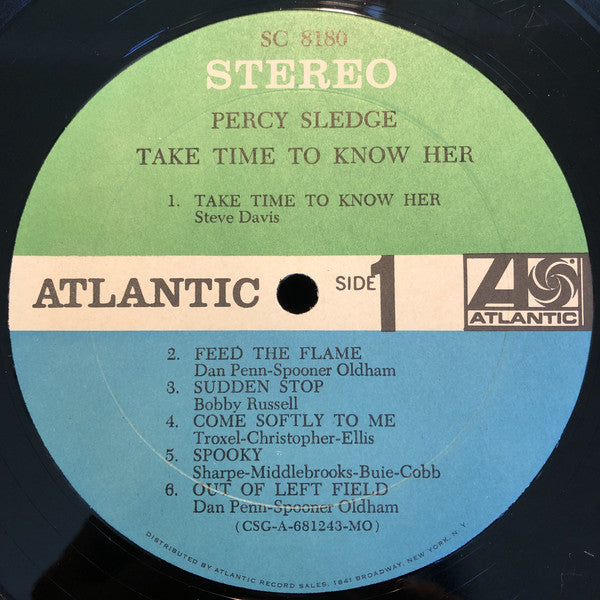 SC 8180
STEREO
PERCY SLEDGE
TAKE TIME TO KNOW HER
1. TAKE TIME TO KNOW HER
Steve Davis
ATLANTIC
SIDE 1
ATLANTIC
2. FEED THE FLAME
Dan Penn-Spooner Oldham
3. SUDDEN STOP
Bobby Russell
4. COME SOFTLY TO ME
Troxel-Christopher-Ellis
5. SPOOKY
Sharpe-Middlebrooks-Buie-Cobb
6. OUT OF LEFT FIELD
Dan Penn-Spooner Oldham
(CSG-A-681243-MO)
DISTRIBUTED BY ATLANTIC RECORD SALES, 1841 BROADWAY, NEW YORK, N. Y.